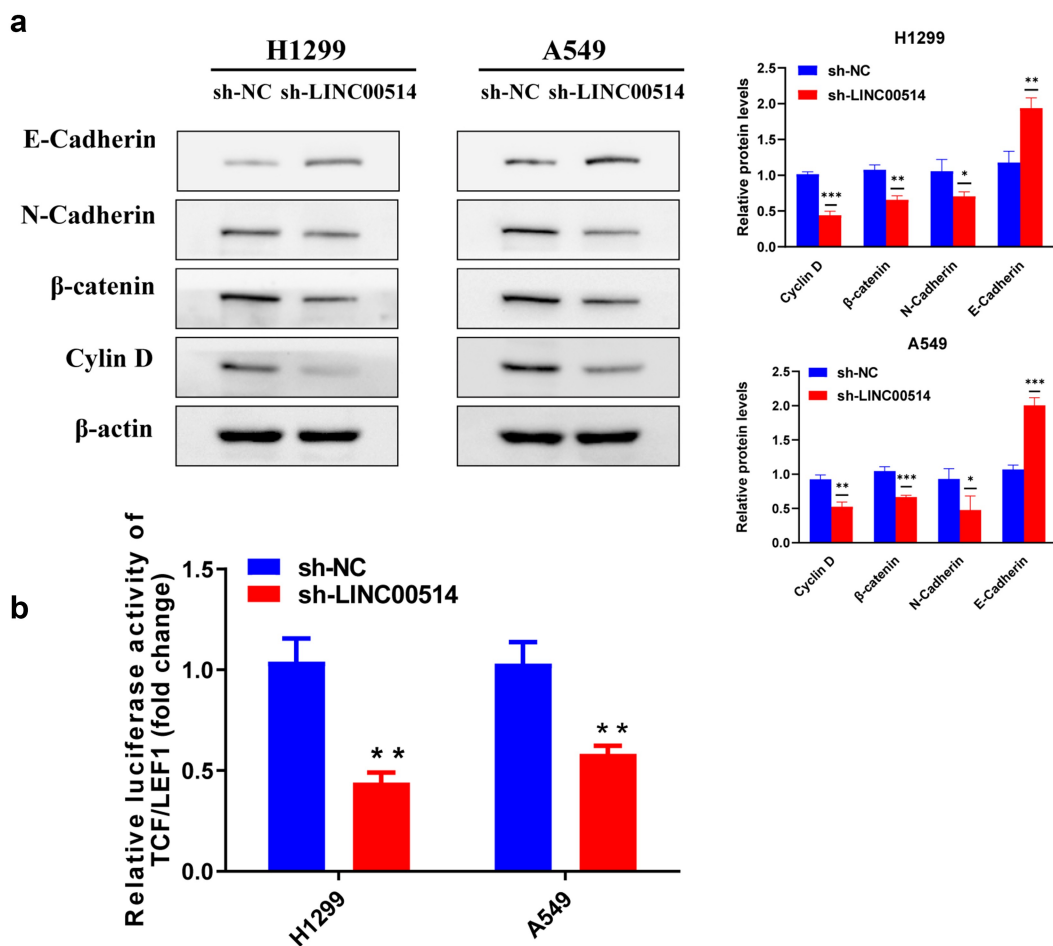 a
H1299
A549
sh-NC sh-LINC00514
sh-NC sh-LINC00514
E-Cadherin
N-Cadherin
β-catenin
Cylin D
β-actin
H1299
sh-NC
sh-LINC00514
Relative protein levels
2.5
2.0
1.5
1.0
0.5
0.0
***
**
*
**
Cyclin D
β-catenin
N-Cadherin
E-Cadherin
A549
sh-NC
sh-LINC00514
Relative protein levels
2.5
2.0
1.5
1.0
0.5
0.0
**
***
*
***
Cyclin D
β-catenin
N-Cadherin
E-Cadherin
b
sh-NC
sh-LINC00514
Relative luciferase activity of
TCF/LEF1 (fold change)
1.5
1.0
0.5
0.0
* *
* *
H1299
A549